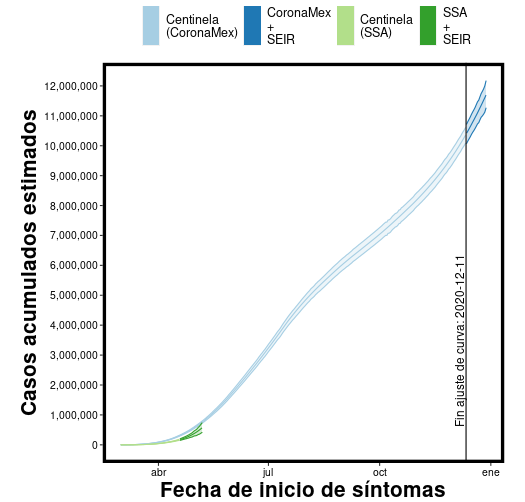 Centinela
(CoronaMex)
CoronaMex
+
SEIR
Centinela
(SSA)
SSA
+
SEIR
Casos acumulados estimados
12,000,000
11,000,000
10,000,000
9,000,000
8,000,000
7,000,000
6,000,000
5,000,000
4,000,000
3,000,000
2,000,000
1,000,000
0
Fin ajuste de curva: 2020-12-11
abr
jul
oct
ene
Fecha de inicio de síntomas